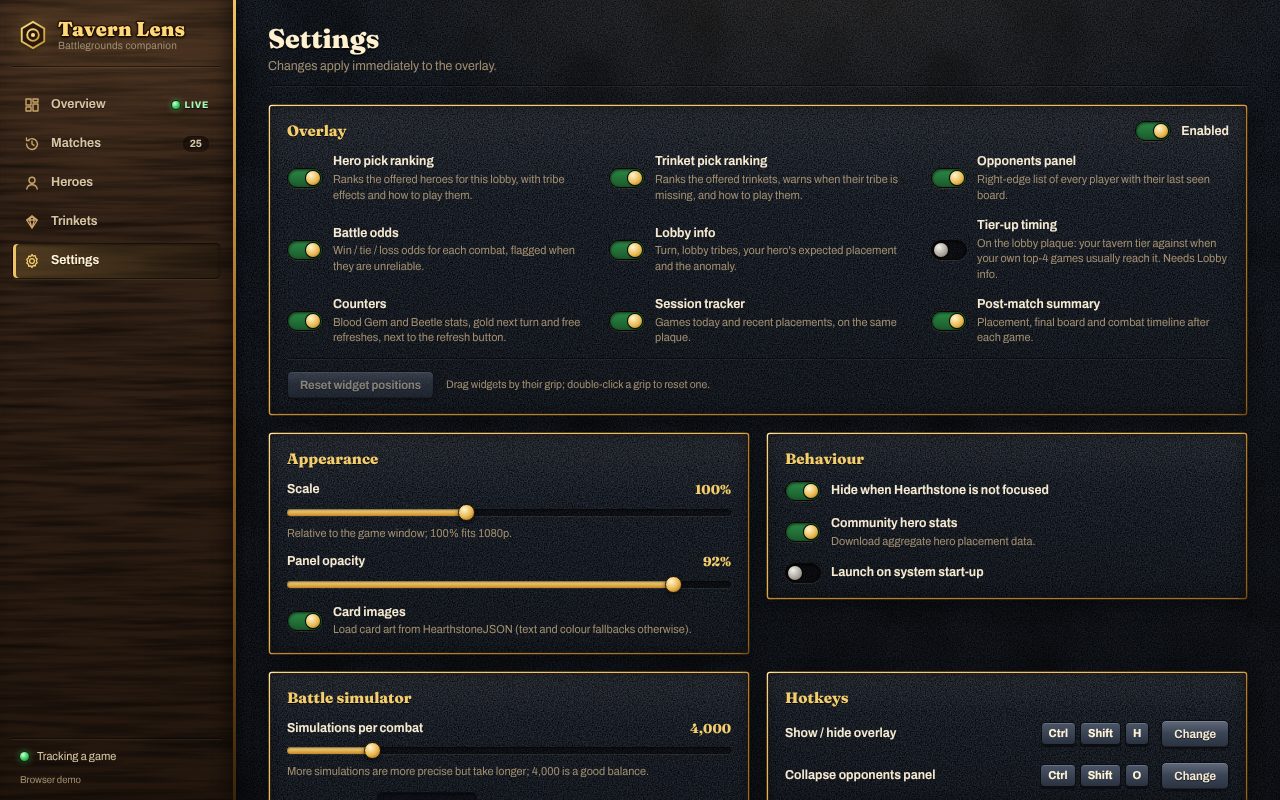 Tavern Lens
Battlegrounds companion
Overview
LIVE
Matches
25
Heroes
Trinkets
Settings
Tracking a game
Browser demo
Settings
Changes apply immediately to the overlay.
Overlay
Enabled
Hero pick ranking
Ranks the offered heroes for this lobby, with tribe
effects and how to play them.
Trinket pick ranking
Ranks the offered trinkets, warns when their tribe is
missing, and how to play them.
Opponents panel
Right-edge list of every player with their last seen
board.
Battle odds
Win / tie / loss odds for each combat, flagged when
they are unreliable.
Lobby info
Turn, lobby tribes, your hero's expected placement
and the anomaly.
Tier-up timing
On the lobby plaque: your tavern tier against when
your own top-4 games usually reach it. Needs Lobby
info.
Counters
Blood Gem and Beetle stats, gold next turn and free
refreshes, next to the refresh button.
Session tracker
Games today and recent placements, on the same
plaque.
Post-match summary
Placement, final board and combat timeline after
each game.
Reset widget positions
Drag widgets by their grip; double-click a grip to reset one.
Appearance
Scale
100%
Relative to the game window; 100% fits 1080p.
Panel opacity
92%
Card images
Load card art from HearthstoneJSON (text and colour fallbacks otherwise).
Behaviour
Hide when Hearthstone is not focused
Community hero stats
Download aggregate hero placement data.
Launch on system start-up
Battle simulator
Simulations per combat
4,000
More simulations are more precise but take longer; 4,000 is a good balance.
Hotkeys
Show / hide overlay
Ctrl Shift H Change
Collapse opponents panel
Ctrl Shift O Change